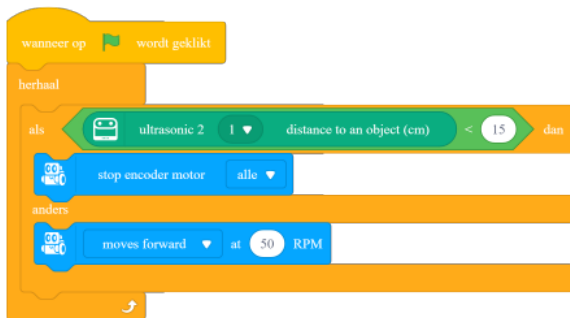 wanneer op wordt geklikt
herhaal
als ultrasonic 2 1 distance to an object (cm) < 15 dan
stop encoder motor alle
anders
moves forward at 50 RPM